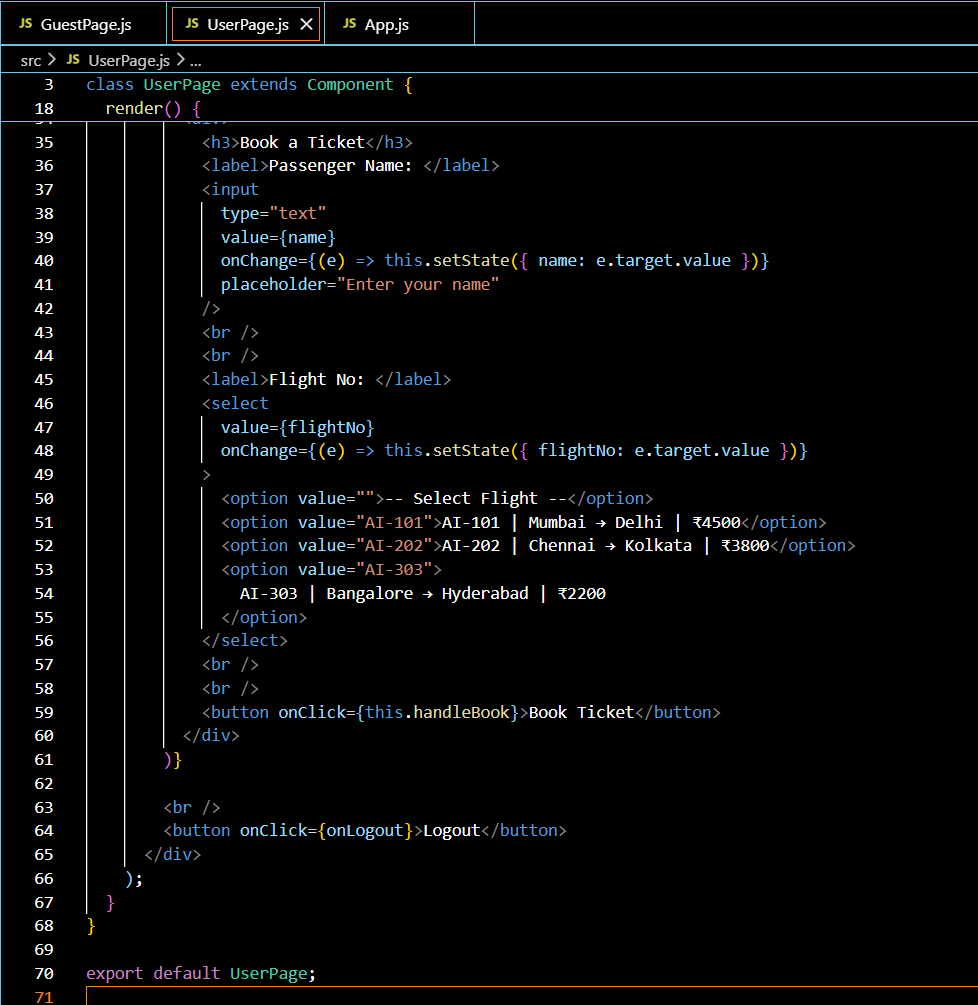 JS GuestPage.js
JS UserPage.js ×
JS App.js
src > JS UserPage.js > ...
3 class UserPage extends Component {
18 render() {
35 <h3>Book a Ticket</h3>
36 <label>Passenger Name: </label>
37 <input
38 type="text"
39 value={name}
40 onChange={(e) => this.setState({ name: e.target.value })}
41 placeholder="Enter your name"
42 />
43 <br />
44 <br />
45 <label>Flight No: </label>
46 <select
47 value={flightNo}
48 onChange={(e) => this.setState({ flightNo: e.target.value })}
49 >
50 <option value="">-- Select Flight --</option>
51 <option value="AI-101">AI-101 | Mumbai → Delhi | ₹4500</option>
52 <option value="AI-202">AI-202 | Chennai → Kolkata | ₹3800</option>
53 <option value="AI-303">
54 AI-303 | Bangalore → Hyderabad | ₹2200
55 </option>
56 </select>
57 <br />
58 <br />
59 <button onClick={this.handleBook}>Book Ticket</button>
60 </div>
61 )}
62
63 <br />
64 <button onClick={onLogout}>Logout</button>
65 </div>
66 );
67 }
68 }
69
70 export default UserPage;
71